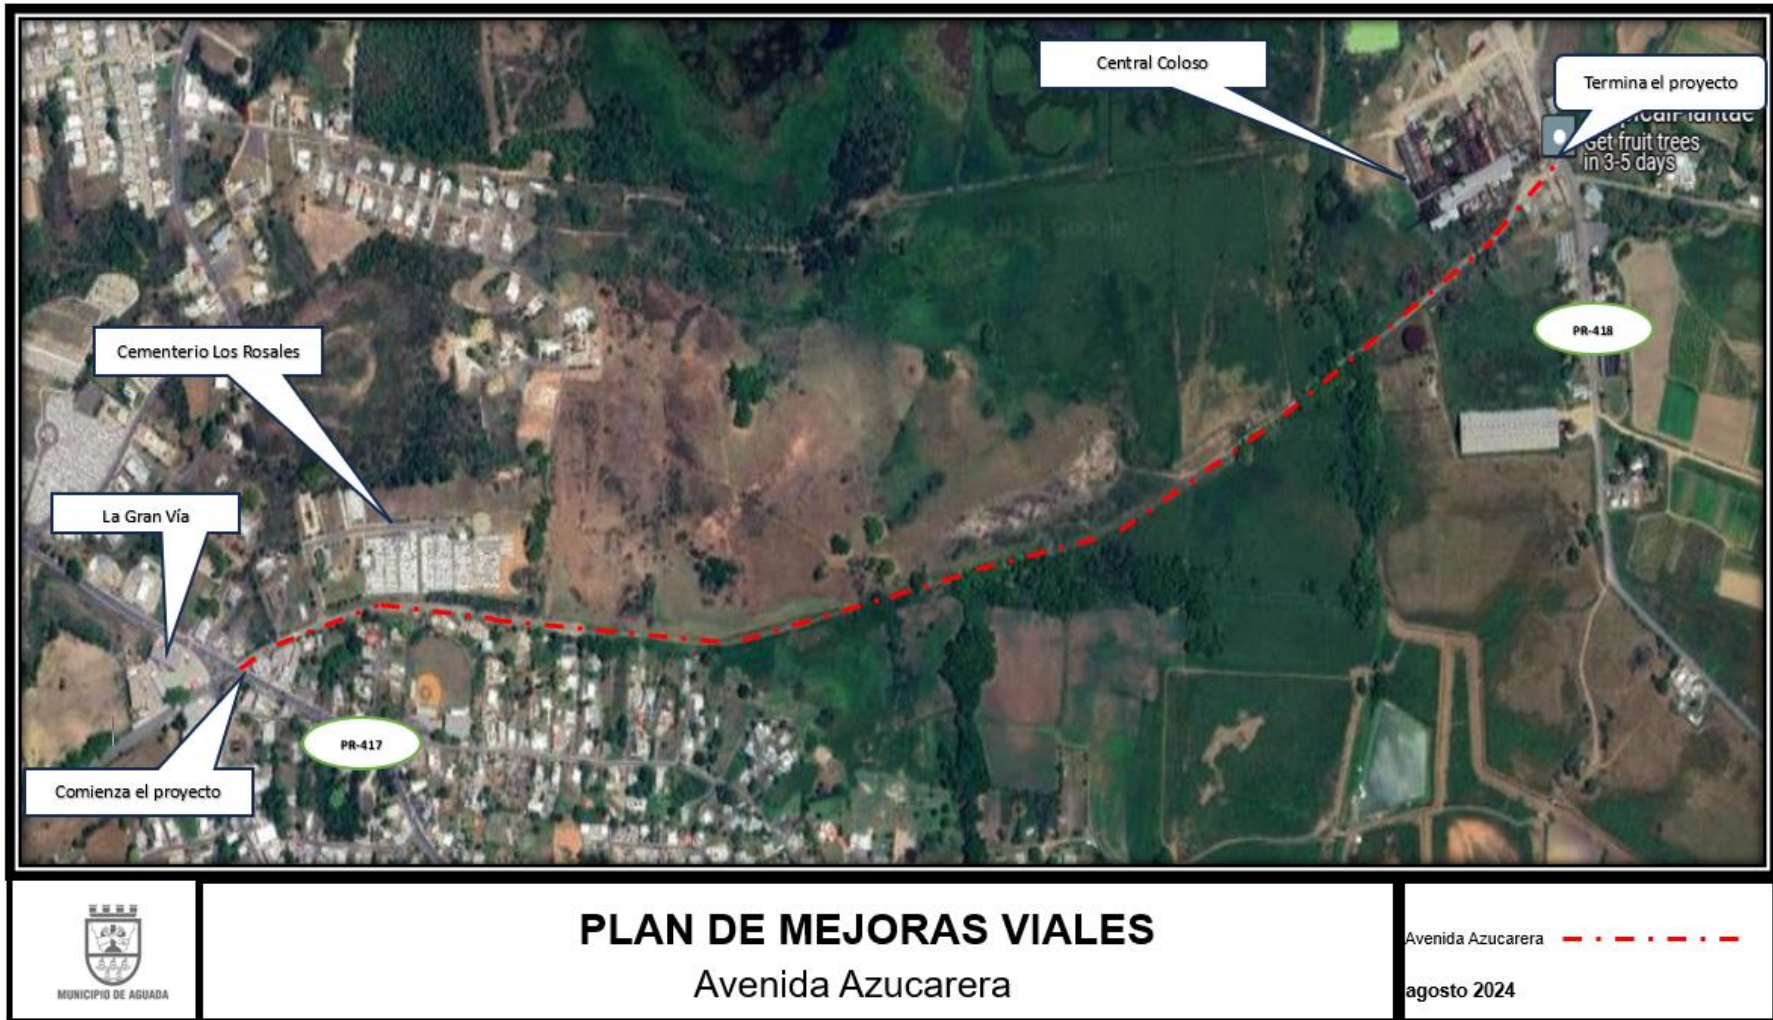 Central Coloso
Termina el proyecto
Get fruit trees
in 3-5 days
PR-418
Cementerio Los Rosales
La Gran Vía
PR-417
Comienza el proyecto
MUNICIPIO DE AGUADA
PLAN DE MEJORAS VIALES
Avenida Azucarera
Avenida Azucarera
agosto 2024